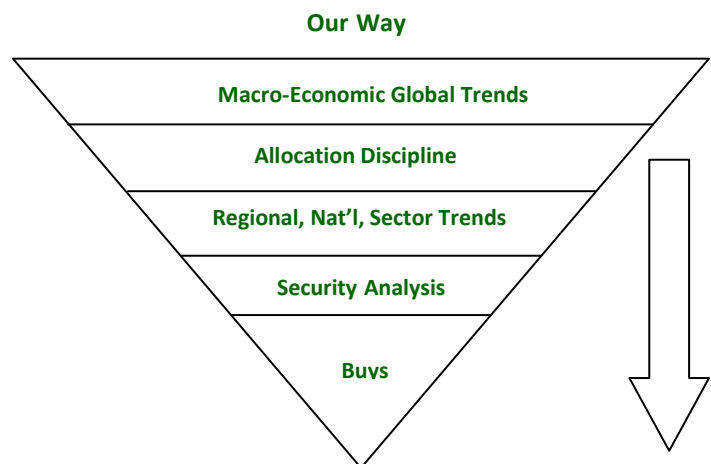 Our Way
Macro-Economic Global Trends
Allocation Discipline
Regional, Nat’l, Sector Trends
Security Analysis
Buys